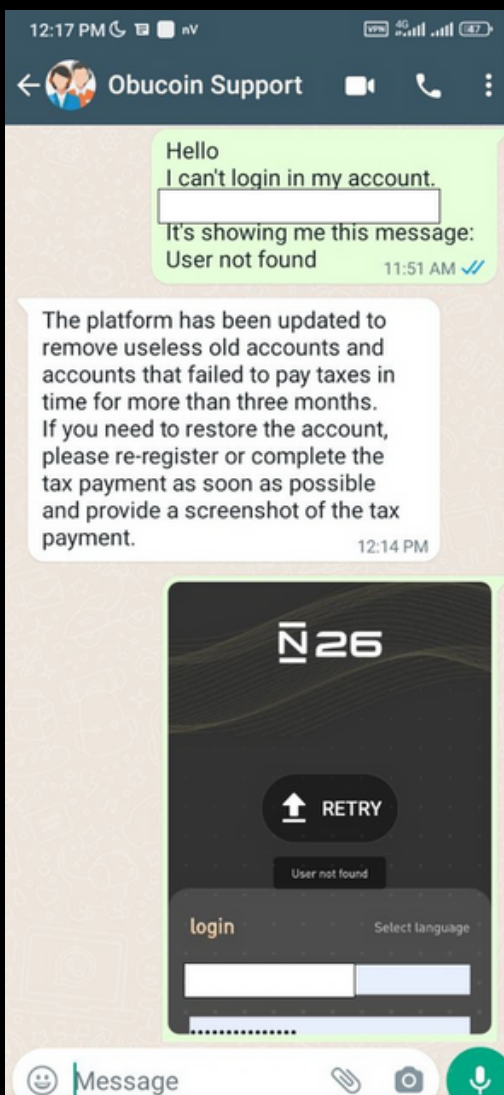 12:17 PM nV VPN 4G 47
Obucoin Support
Hello
I can't login in my account.
It's showing me this message:
User not found
11:51 AM
The platform has been updated to
remove useless old accounts and
accounts that failed to pay taxes in
time for more than three months.
If you need to restore the account,
please re-register or complete the
tax payment as soon as possible
and provide a screenshot of the tax
payment.
12:14 PM
N26
RETRY
User not found
login Select language
Message